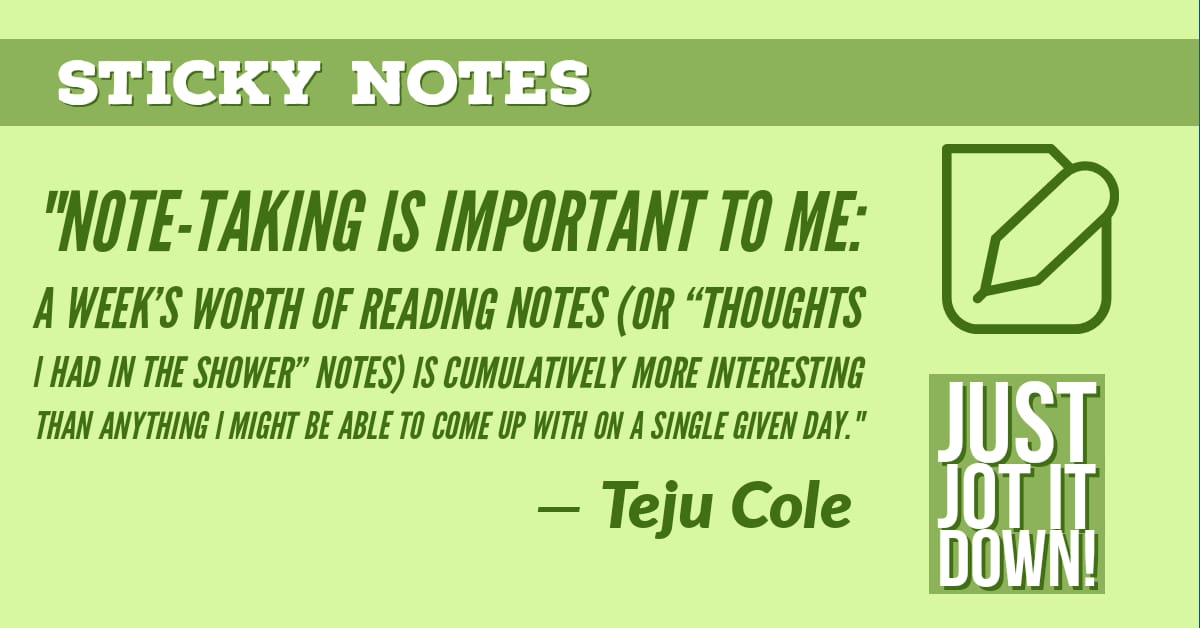 STICKY NOTES
"NOTE-TAKING IS IMPORTANT TO ME:
A WEEK’S WORTH OF READING NOTES (OR “THOUGHTS
I HAD IN THE SHOWER” NOTES) IS CUMULATIVELY MORE INTERESTING
THAN ANYTHING I MIGHT BE ABLE TO COME UP WITH ON A SINGLE GIVEN DAY."
— Teju Cole
JUST
JOT IT
DOWN!